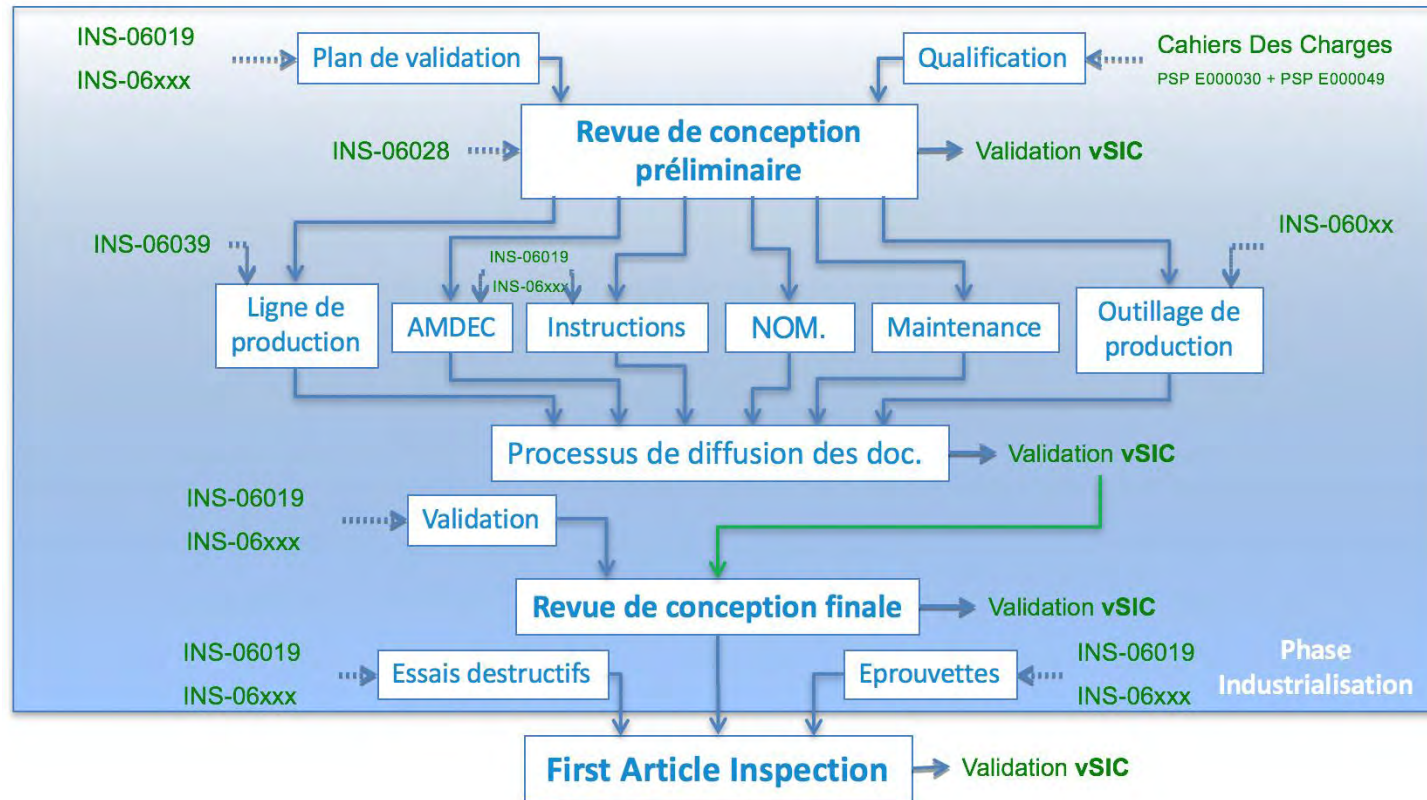 INS-06019
INS-06xxx
Plan de validation
Qualification
Cahiers Des Charges
PSP E000030 + PSP E000049
Revue de conception
préliminaire
INS-06028
Validation vSIC
INS-06039
INS-06019
INS-06xxx
INS-060xx
Ligne de
production
AMDEC
Instructions
NOM.
Maintenance
Outillage de
production
Processus de diffusion des doc.
Validation vSIC
INS-06019
INS-06xxx
Validation
Revue de conception finale
Validation vSIC
INS-06019
INS-06xxx
Essais destructifs
Eprouvettes
INS-06019
INS-06xxx
Phase
Industrialisation
First Article Inspection
Validation vSIC